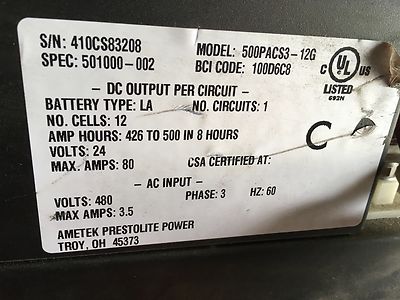 S/N: 410CS83208 MODEL: 500PACS3-12G
SPEC: 501000-002 BCI CODE: 100D6C8
C UL US
LISTED
692N
— DC OUTPUT PER CIRCUIT —
BATTERY TYPE: LA NO. CIRCUITS: 1
NO. CELLS: 12
AMP HOURS: 426 TO 500 IN 8 HOURS
VOLTS: 24
MAX. AMPS: 80 CSA CERTIFIED AT:
— AC INPUT —
VOLTS: 480 PHASE: 3 HZ: 60
MAX AMPS: 3.5
AMETEK PRESTOLITE POWER
TROY, OH 45373